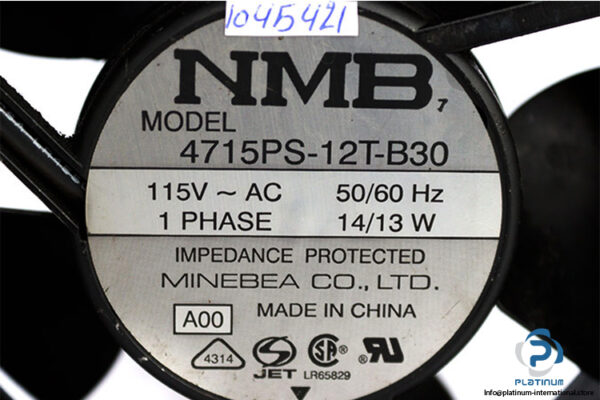 1045421
NMB
MODEL
4715PS-12T-B30
115V ~ AC 50/60 Hz
1 PHASE 14/13 W
IMPEDANCE PROTECTED
MINEBEA CO., LTD.
A00 MADE IN CHINA
4314
JET
SA
LR65829
PLATINUM
info@platinum-international.store